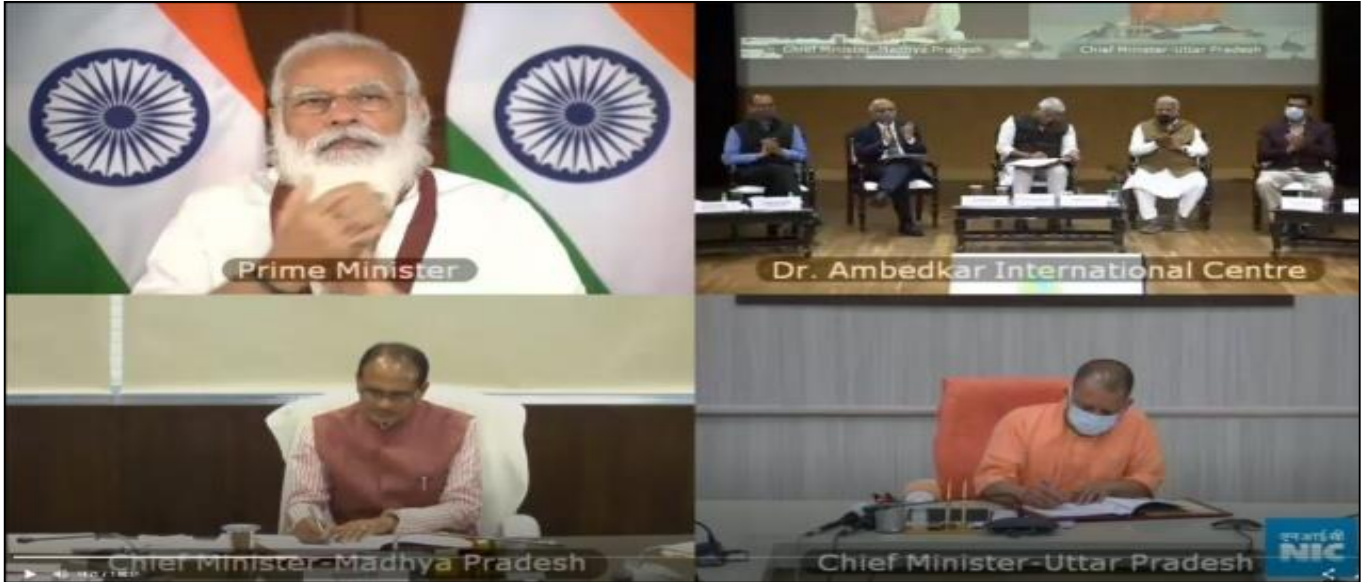 Chief Minister-Madhya Pradesh
Chief Minister-Uttar Pradesh
Prime Minister
Dr. Ambedkar International Centre
Chief Minister-Madhya Pradesh
Chief Minister-Uttar Pradesh
एनआईसी
NIC